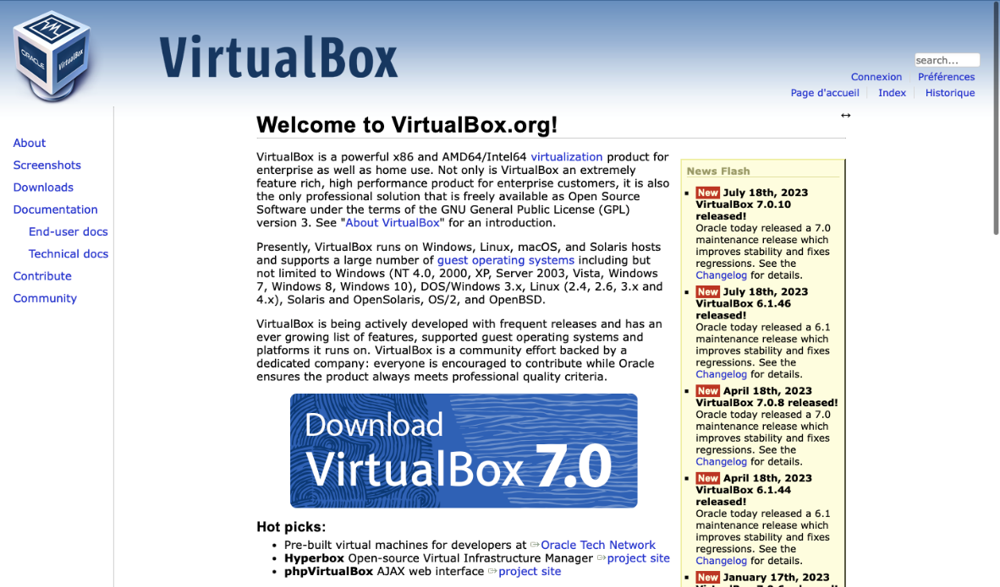 ORACLE
VirtualBox
VirtualBox
search...
Connexion Préférences
Page d'accueil Index Historique
About
Screenshots
Downloads
Documentation
End-user docs
Technical docs
Contribute
Community
Welcome to VirtualBox.org!
VirtualBox is a powerful x86 and AMD64/Intel64 virtualization product for
enterprise as well as home use. Not only is VirtualBox an extremely
feature rich, high performance product for enterprise customers, it is also
the only professional solution that is freely available as Open Source
Software under the terms of the GNU General Public License (GPL)
version 3. See "About VirtualBox" for an introduction.
Presently, VirtualBox runs on Windows, Linux, macOS, and Solaris hosts
and supports a large number of guest operating systems including but
not limited to Windows (NT 4.0, 2000, XP, Server 2003, Vista, Windows
7, Windows 8, Windows 10), DOS/Windows 3.x, Linux (2.4, 2.6, 3.x and
4.x), Solaris and OpenSolaris, OS/2, and OpenBSD.
VirtualBox is being actively developed with frequent releases and has an
ever growing list of features, supported guest operating systems and
platforms it runs on. VirtualBox is a community effort backed by a
dedicated company: everyone is encouraged to contribute while Oracle
ensures the product always meets professional quality criteria.
Download
VirtualBox 7.0
Hot picks:
Pre-built virtual machines for developers at Oracle Tech Network
Hyperbox Open-source Virtual Infrastructure Manager project site
phpVirtualBox AJAX web interface project site
News Flash
New July 18th, 2023
VirtualBox 7.0.10
released!
Oracle today released a 7.0
maintenance release which
improves stability and fixes
regressions. See the
Changelog for details.
New July 18th, 2023
VirtualBox 6.1.46
released!
Oracle today released a 6.1
maintenance release which
improves stability and fixes
regressions. See the
Changelog for details.
New April 18th, 2023
VirtualBox 7.0.8 released!
Oracle today released a 7.0
maintenance release which
improves stability and fixes
regressions. See the
Changelog for details.
New April 18th, 2023
VirtualBox 6.1.44
released!
Oracle today released a 6.1
maintenance release which
improves stability and fixes
regressions. See the
Changelog for details.
New January 17th, 2023